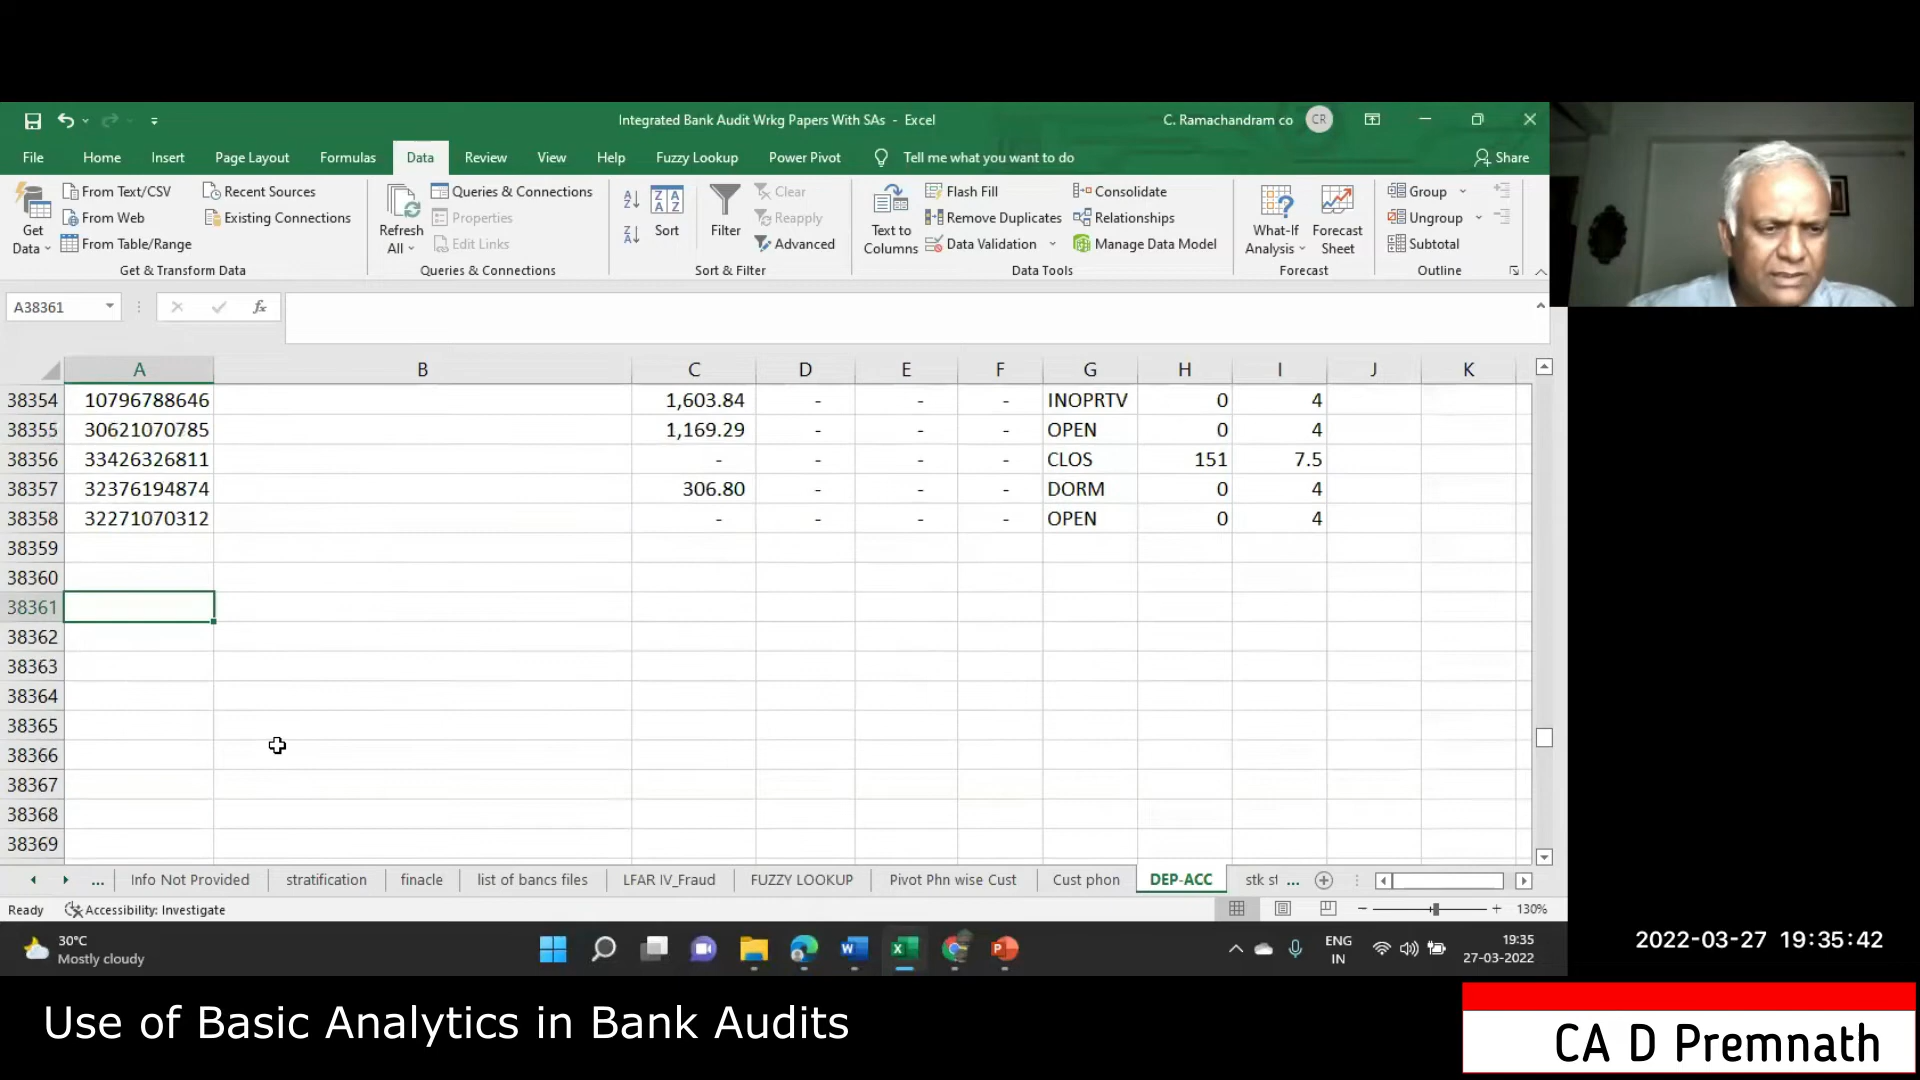 Integrated Bank Audit Wrkg Papers With SAs - Excel
C. Ramachandram co CR
File Home Insert Page Layout Formulas Data Review View Help Fuzzy Lookup Power Pivot Tell me what you want to do Share
Get Data
From Text/CSV
From Web
From Table/Range
Recent Sources
Existing Connections
Get & Transform Data
Refresh All
Queries & Connections
Properties
Edit Links
Queries & Connections
Sort
Filter
Clear
Reapply
Advanced
Sort & Filter
Text to Columns
Flash Fill
Remove Duplicates
Data Validation
Consolidate
Relationships
Manage Data Model
Data Tools
What-If Analysis
Forecast Sheet
Forecast
Group
Ungroup
Subtotal
Outline
A38361
fx
A B C D E F G H I J K
38354 10796788646 1,603.84 - - - INOPRTV 0 4
38355 30621070785 1,169.29 - - - OPEN 0 4
38356 33426326811 - - - - CLOS 151 7.5
38357 32376194874 306.80 - - - DORM 0 4
38358 32271070312 - - - - OPEN 0 4
38359
38360
38361
38362
38363
38364
38365
38366
38367
38368
38369
... Info Not Provided stratification finacle list of bancs files LFAR IV_Fraud FUZZY LOOKUP Pivot Phn wise Cust Cust phon DEP-ACC stk st ...
Ready Accessibility: Investigate 130%
30°C
Mostly cloudy
ENG
IN
19:35
27-03-2022
2022-03-27 19:35:42
Use of Basic Analytics in Bank Audits
CA D Premnath